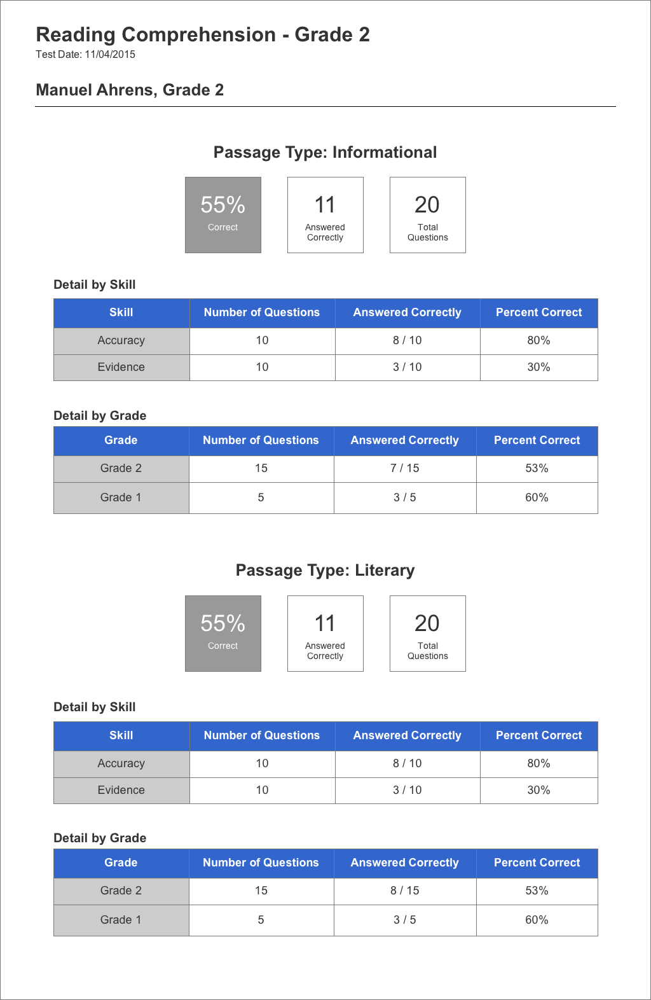 Reading Comprehension - Grade 2
Test Date: 11/04/2015
Manuel Ahrens, Grade 2
Passage Type: Informational
55% 11 20
Correct Answered Correctly Total Questions
Detail by Skill
Skill Number of Questions Answered Correctly Percent Correct
Accuracy 10 8 / 10 80%
Evidence 10 3 / 10 30%
Detail by Grade
Grade Number of Questions Answered Correctly Percent Correct
Grade 2 15 7 / 15 53%
Grade 1 5 3 / 5 60%
Passage Type: Literary
55% 11 20
Correct Answered Correctly Total Questions
Detail by Skill
Skill Number of Questions Answered Correctly Percent Correct
Accuracy 10 8 / 10 80%
Evidence 10 3 / 10 30%
Detail by Grade
Grade Number of Questions Answered Correctly Percent Correct
Grade 2 15 8 / 15 53%
Grade 1 5 3 / 5 60%